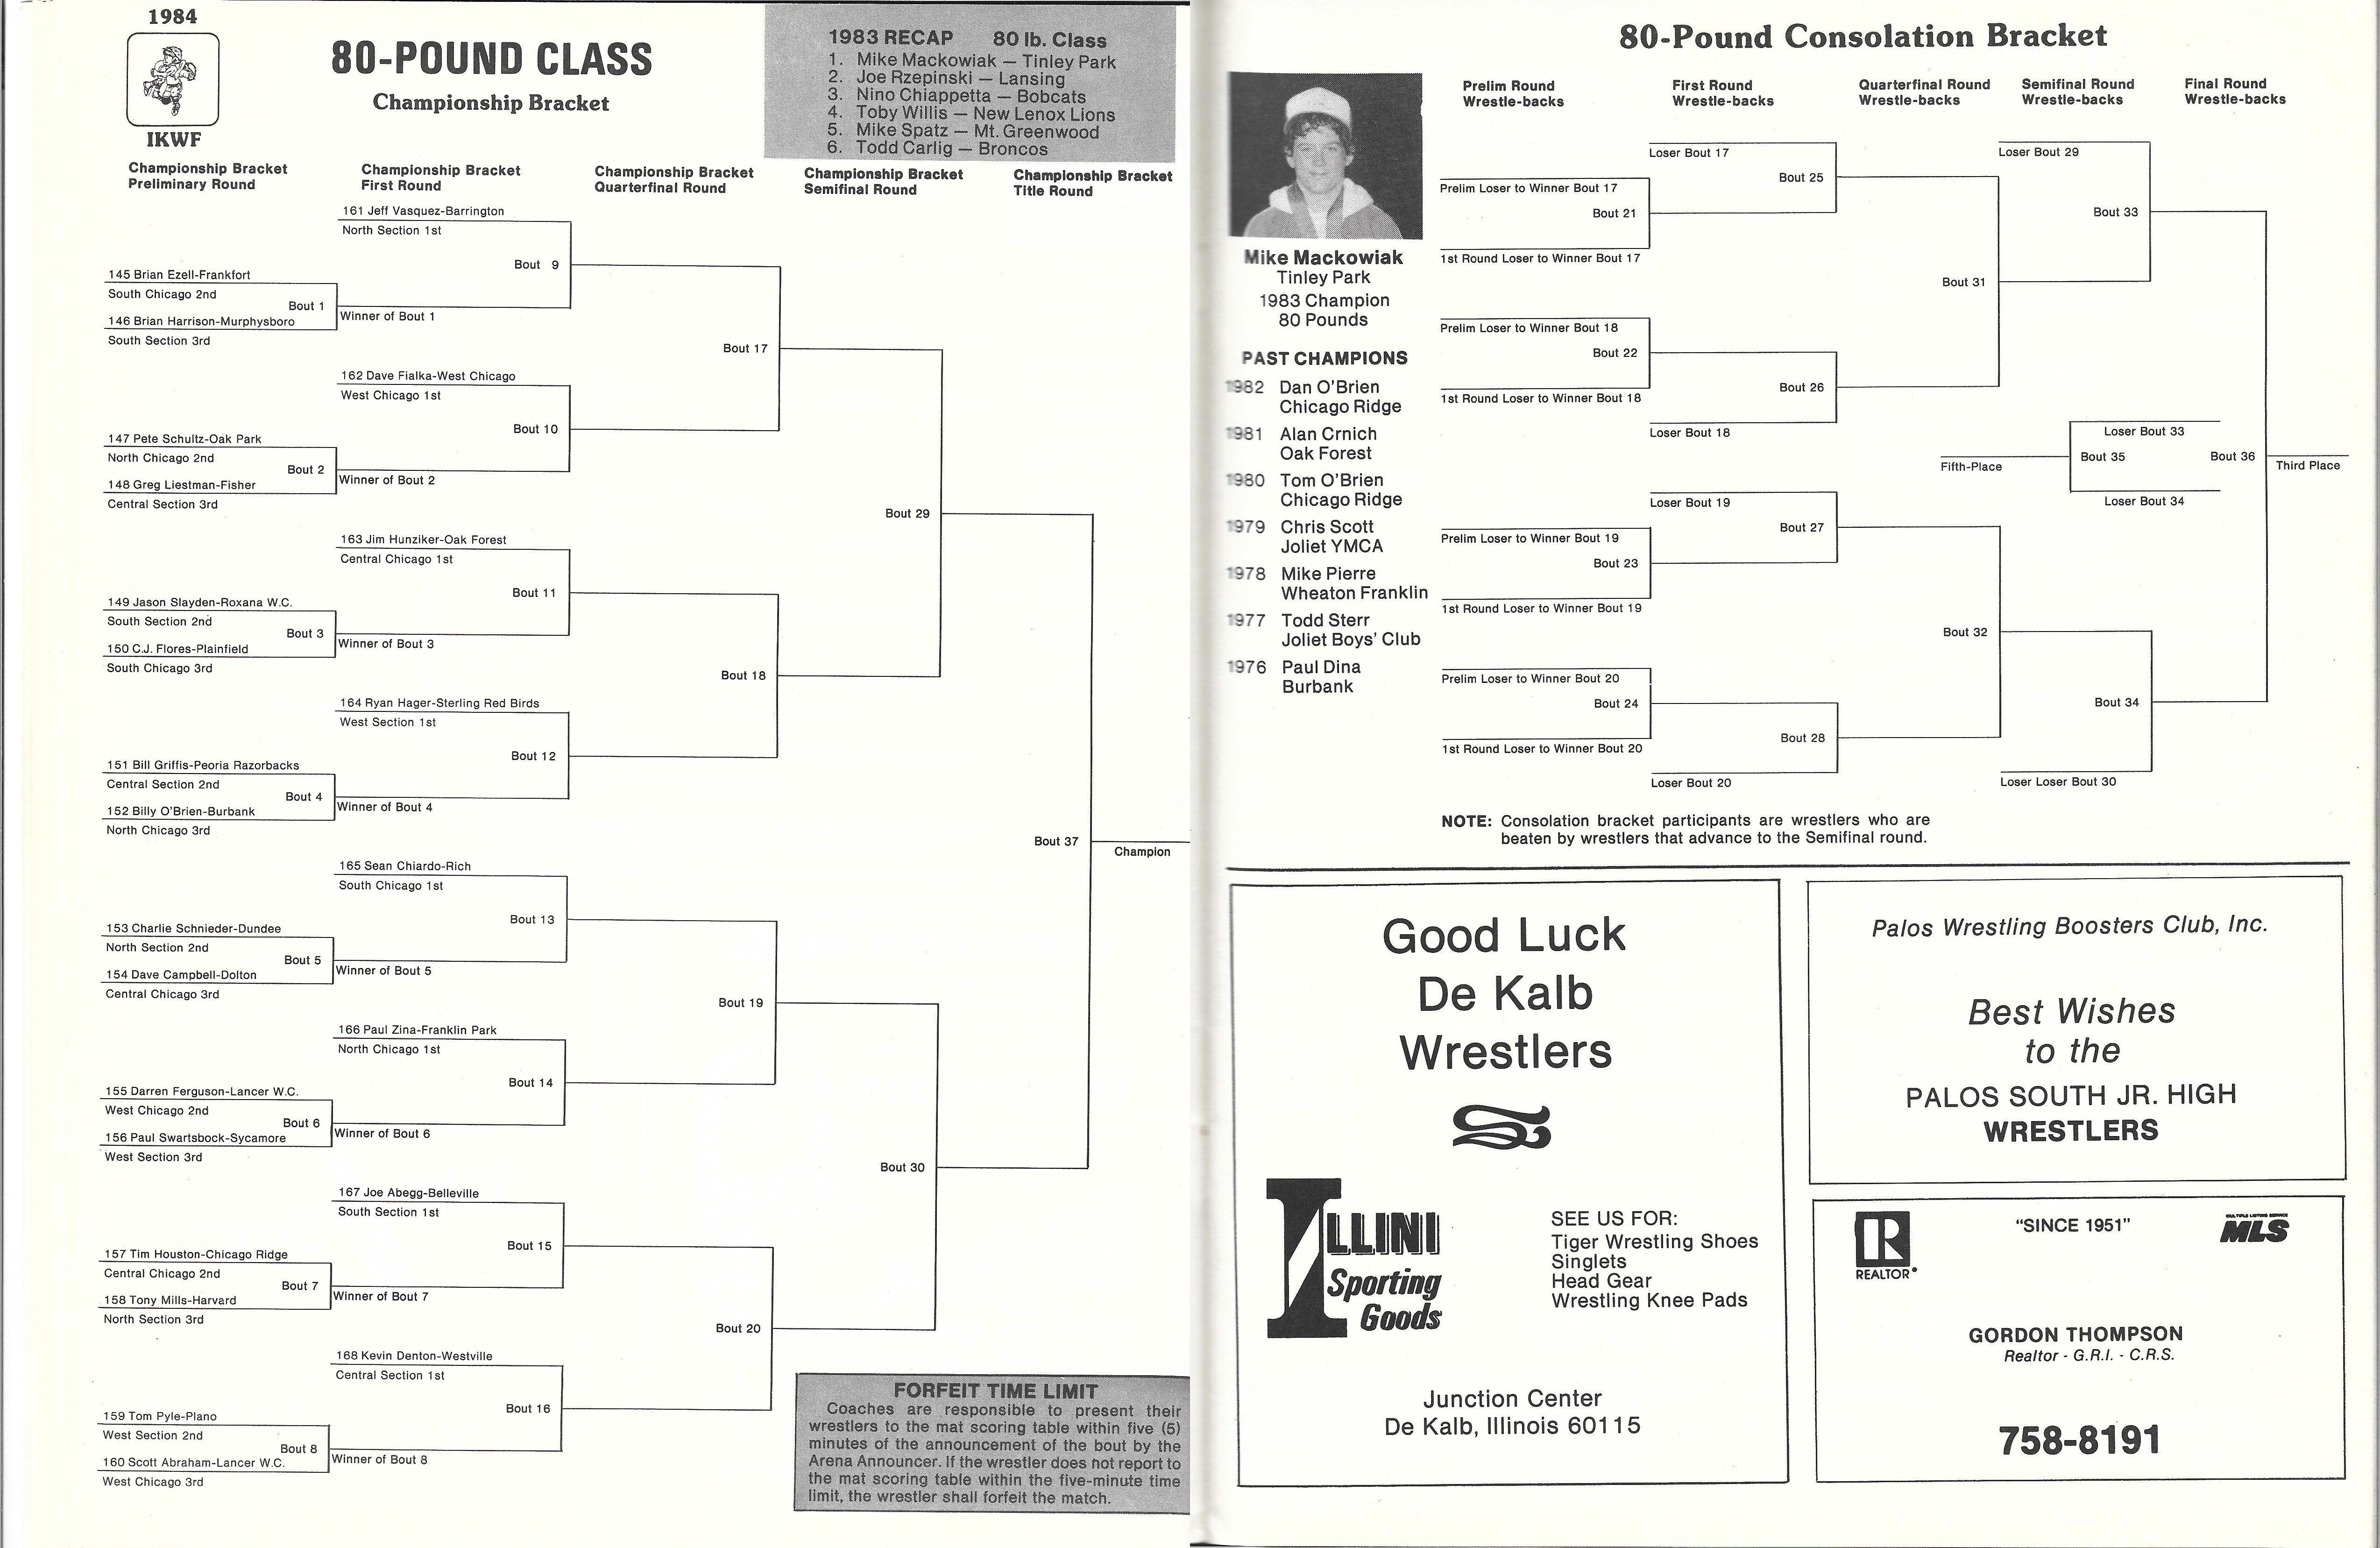 1984
IKWF
80-POUND CLASS
Championship Bracket
1983 RECAP 80 lb. Class
1. Mike Mackowiak — Tinley Park
2. Joe Rzepinski — Lansing
3. Nino Chiappetta — Bobcats
4. Toby Willis — New Lenox Lions
5. Mike Spatz — Mt. Greenwood
6. Todd Carlig — Broncos
Championship Bracket
Preliminary Round
Championship Bracket
First Round
Championship Bracket
Quarterfinal Round
Championship Bracket
Semifinal Round
Championship Bracket
Title Round
161 Jeff Vasquez-Barrington
North Section 1st
Bout 9
145 Brian Ezell-Frankfort
South Chicago 2nd
Bout 1
146 Brian Harrison-Murphysboro
South Section 3rd
Winner of Bout 1
Bout 17
162 Dave Fialka-West Chicago
West Chicago 1st
Bout 10
147 Pete Schultz-Oak Park
North Chicago 2nd
Bout 2
148 Greg Liestman-Fisher
Central Section 3rd
Winner of Bout 2
Bout 29
163 Jim Hunziker-Oak Forest
Central Chicago 1st
Bout 11
149 Jason Slayden-Roxana W.C.
South Section 2nd
Bout 3
150 C.J. Flores-Plainfield
South Chicago 3rd
Winner of Bout 3
Bout 18
164 Ryan Hager-Sterling Red Birds
West Section 1st
Bout 12
151 Bill Griffis-Peoria Razorbacks
Central Section 2nd
Bout 4
152 Billy O'Brien-Burbank
North Chicago 3rd
Winner of Bout 4
Bout 37
Champion
165 Sean Chiardo-Rich
South Chicago 1st
Bout 13
153 Charlie Schnieder-Dundee
North Section 2nd
Bout 5
154 Dave Campbell-Dolton
Central Chicago 3rd
Winner of Bout 5
Bout 19
166 Paul Zina-Franklin Park
North Chicago 1st
Bout 14
155 Darren Ferguson-Lancer W.C.
West Chicago 2nd
Bout 6
156 Paul Swartsbock-Sycamore
West Section 3rd
Winner of Bout 6
Bout 30
167 Joe Abegg-Belleville
South Section 1st
Bout 15
157 Tim Houston-Chicago Ridge
Central Chicago 2nd
Bout 7
158 Tony Mills-Harvard
North Section 3rd
Winner of Bout 7
Bout 20
168 Kevin Denton-Westville
Central Section 1st
Bout 16
159 Tom Pyle-Plano
West Section 2nd
Bout 8
160 Scott Abraham-Lancer W.C.
West Chicago 3rd
Winner of Bout 8
FORFEIT TIME LIMIT
Coaches are responsible to present their
wrestlers to the mat scoring table within five (5)
minutes of the announcement of the bout by the
Arena Announcer. If the wrestler does not report to
the mat scoring table within the five-minute time
limit, the wrestler shall forfeit the match.
80-Pound Consolation Bracket
Prelim Round
Wrestle-backs
First Round
Wrestle-backs
Quarterfinal Round
Wrestle-backs
Semifinal Round
Wrestle-backs
Final Round
Wrestle-backs
Mike Mackowiak
Tinley Park
1983 Champion
80 Pounds
PAST CHAMPIONS
1982 Dan O'Brien
Chicago Ridge
1981 Alan Crnich
Oak Forest
1980 Tom O'Brien
Chicago Ridge
1979 Chris Scott
Joliet YMCA
1978 Mike Pierre
Wheaton Franklin
1977 Todd Sterr
Joliet Boys' Club
1976 Paul Dina
Burbank
Loser Bout 17
Bout 25
Prelim Loser to Winner Bout 17
Bout 21
1st Round Loser to Winner Bout 17
Loser Bout 29
Bout 33
Bout 31
Prelim Loser to Winner Bout 18
Bout 22
1st Round Loser to Winner Bout 18
Bout 26
Loser Bout 18
Loser Bout 33
Fifth-Place
Bout 35
Bout 36
Third Place
Loser Bout 34
Loser Bout 19
Bout 27
Prelim Loser to Winner Bout 19
Bout 23
1st Round Loser to Winner Bout 19
Bout 32
Prelim Loser to Winner Bout 20
Bout 24
1st Round Loser to Winner Bout 20
Bout 28
Loser Bout 20
Bout 34
Loser Loser Bout 30
NOTE: Consolation bracket participants are wrestlers who are
beaten by wrestlers that advance to the Semifinal round.
Good Luck
De Kalb
Wrestlers
ILLINI
Sporting
Goods
SEE US FOR:
Tiger Wrestling Shoes
Singlets
Head Gear
Wrestling Knee Pads
Junction Center
De Kalb, Illinois 60115
Palos Wrestling Boosters Club, Inc.
Best Wishes
to the
PALOS SOUTH JR. HIGH
WRESTLERS
R
REALTOR®
"SINCE 1951"
MULTIPLE LISTING SERVICE
MLS
GORDON THOMPSON
Realtor - G.R.I. - C.R.S.
758-8191